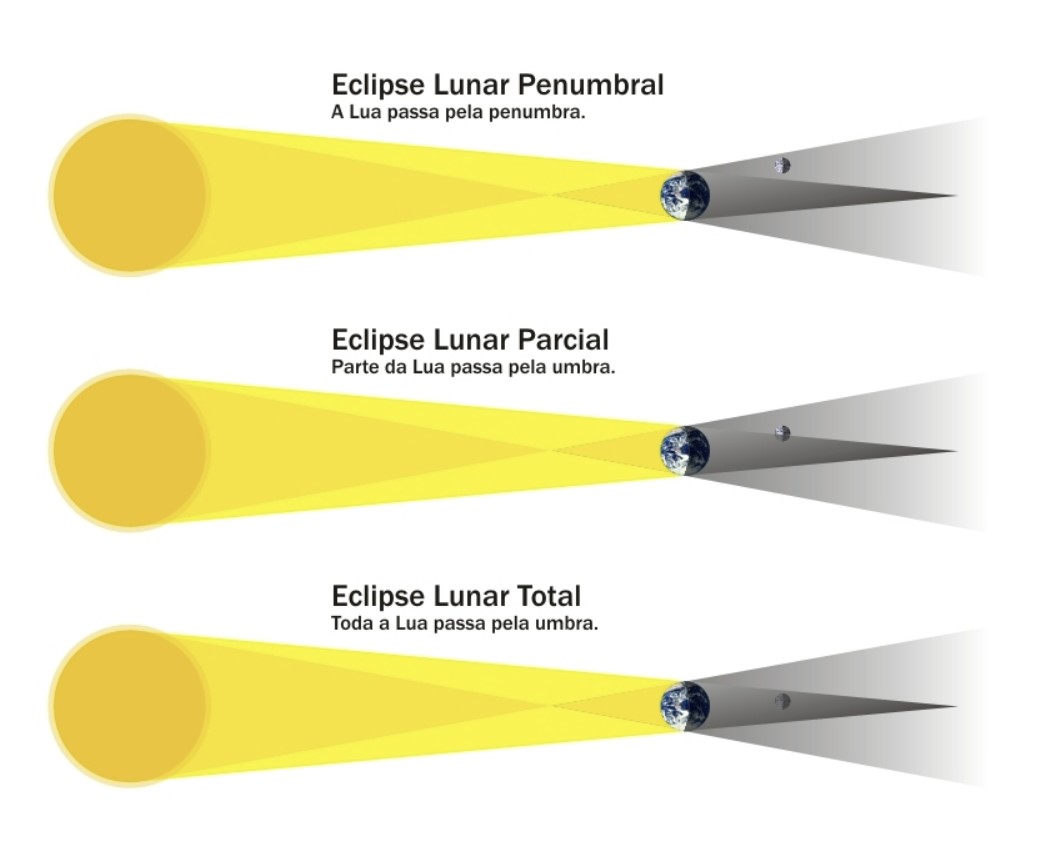 Eclipse Lunar Penumbral
A Lua passa pela penumbra.
Eclipse Lunar Parcial
Parte da Lua passa pela umbra.
Eclipse Lunar Total
Toda a Lua passa pela umbra.